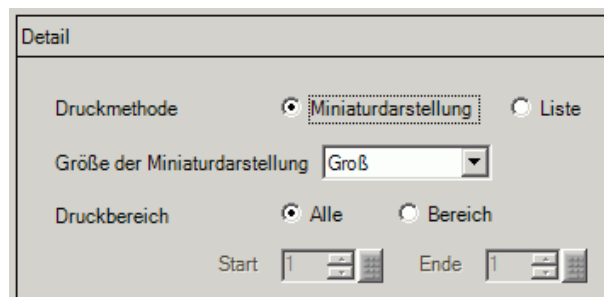 Detail
Druckmethode Miniaturdarstellung Liste
Größe der Miniaturdarstellung Groß
Druckbereich Alle Bereich
Start 1 Ende 1